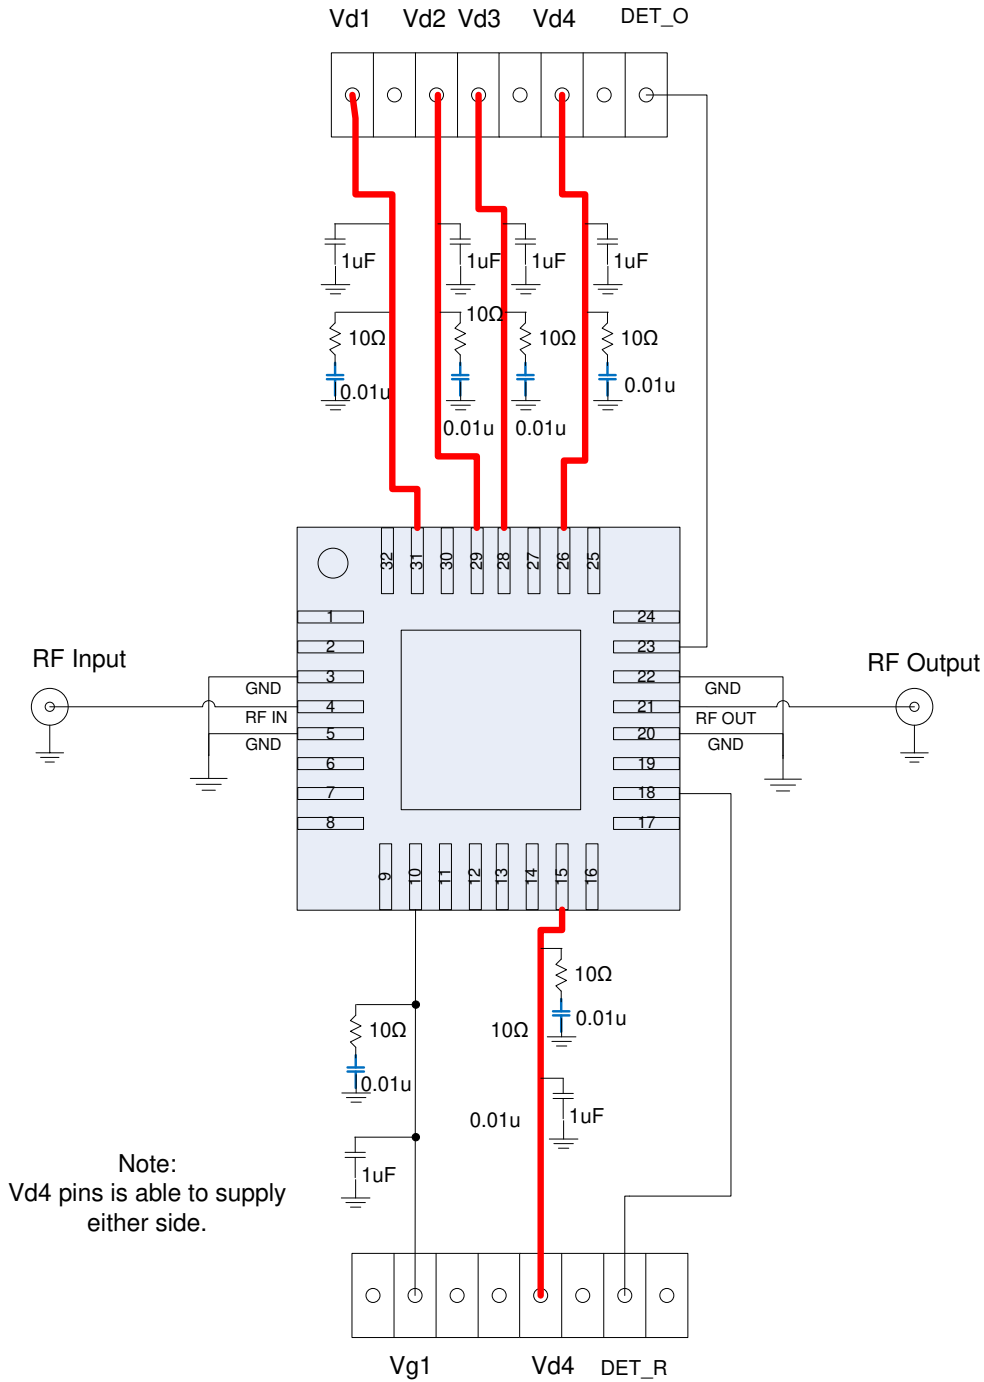 Vd1 Vd2 Vd3 Vd4 DET_O
1uF 1uF 1uF 1uF
10Ω
10Ω 10Ω 10Ω
0.01u 0.01u
0.01u 0.01u
32 31 30 29 28 27 26 25
1 24
2 23
RF Input RF Output
3 22
GND GND
4 21
RF IN RF OUT
5 20
GND GND
6 19
7 18
8 17
9 10 11 12 13 14 15 16
10Ω
0.01u
10Ω 10Ω
0.01u
1uF
0.01u
Note:
1uF
Vd4 pins is able to supply
either side.
Vg1 Vd4 DET_R